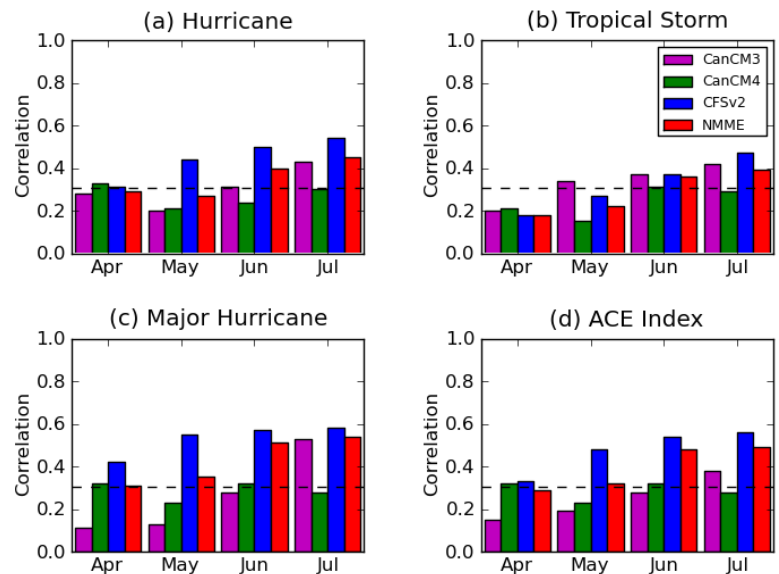 (a) Hurricane
1.0
0.8
0.6
0.4
0.2
0.0
Correlation
Apr May Jun Jul
(b) Tropical Storm
1.0
0.8
0.6
0.4
0.2
0.0
Correlation
CanCM3
CanCM4
CFSv2
NMME
Apr May Jun Jul
(c) Major Hurricane
1.0
0.8
0.6
0.4
0.2
0.0
Correlation
Apr May Jun Jul
(d) ACE Index
1.0
0.8
0.6
0.4
0.2
0.0
Correlation
Apr May Jun Jul